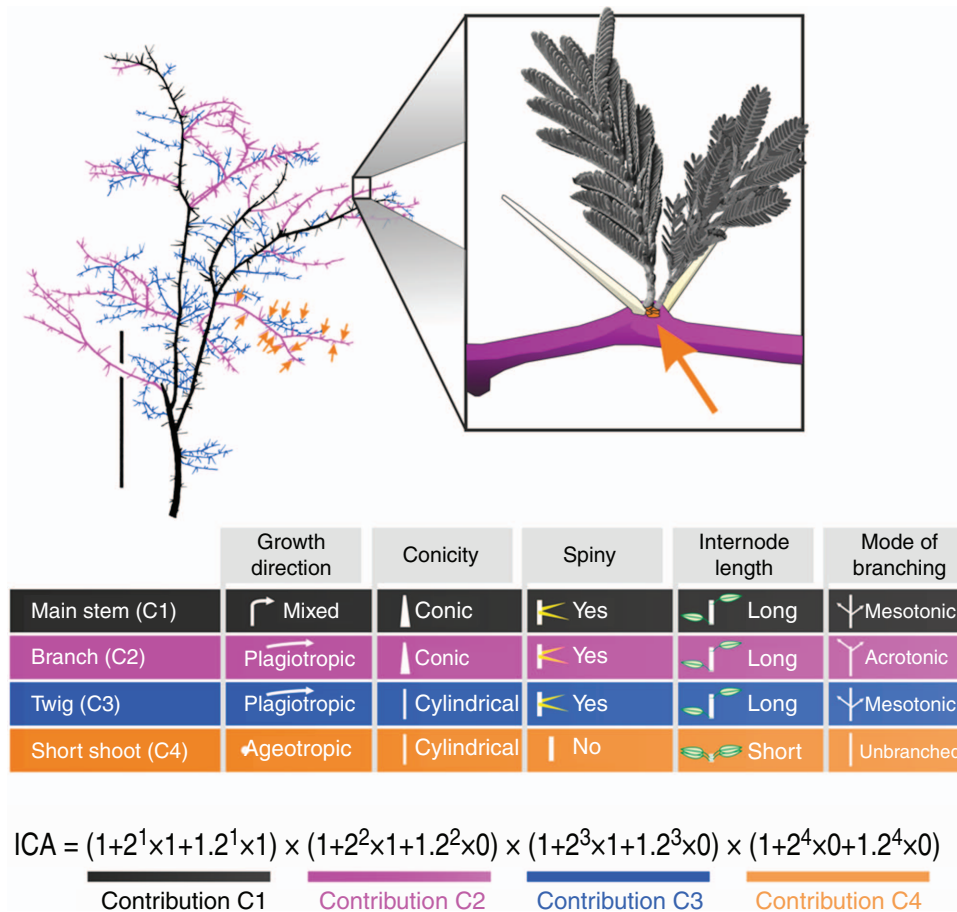 Growth direction Conicity Spiny Internode length Mode of branching
Main stem (C1) Mixed Conic Yes Long Mesotonic
Branch (C2) Plagiotropic Conic Yes Long Acrotonic
Twig (C3) Plagiotropic Cylindrical Yes Long Mesotonic
Short shoot (C4) Ageotropic Cylindrical No Short Unbranched
ICA = (1+2¹×1+1.2¹×1) × (1+2²×1+1.2²×0) × (1+2³×1+1.2³×0) × (1+2⁴×0+1.2⁴×0)
Contribution C1 Contribution C2 Contribution C3 Contribution C4